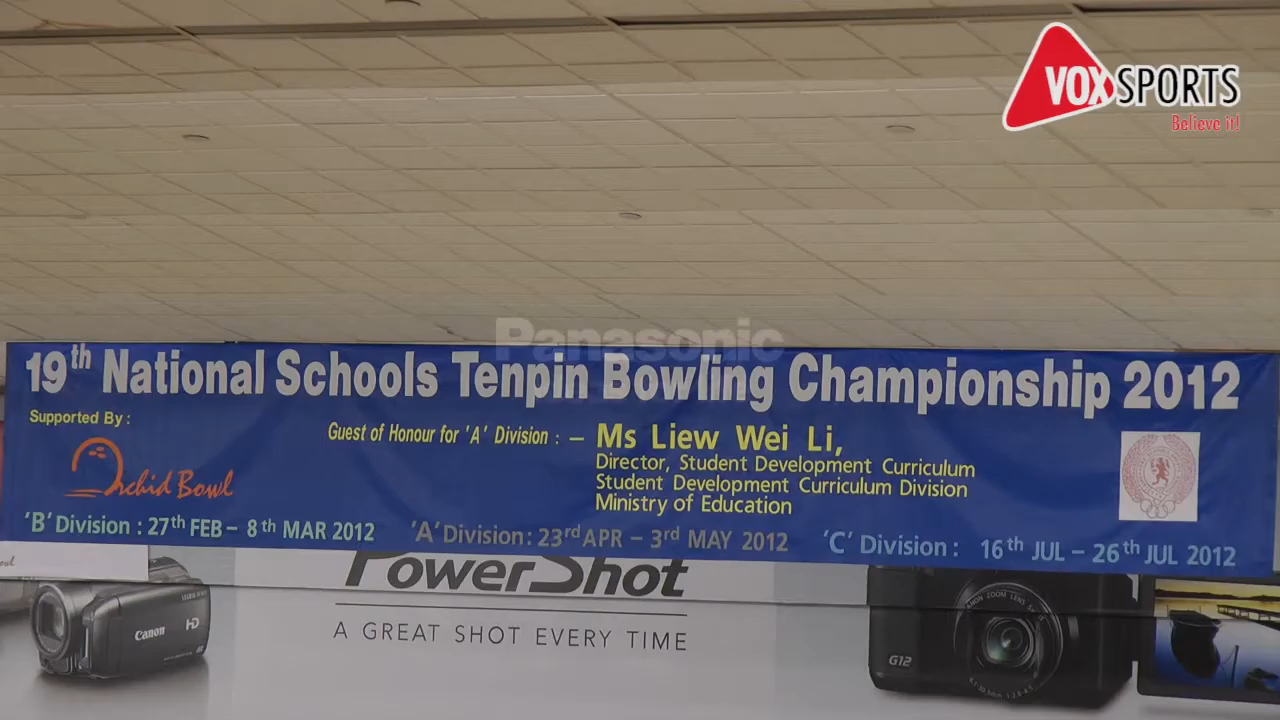 VOXSPORTS
Believe it!
Panasonic
19th National Schools Tenpin Bowling Championship 2012
Supported By :
Orchid Bowl
Guest of Honour for 'A' Division : – Ms Liew Wei Li,
Director, Student Development Curriculum
Student Development Curriculum Division
Ministry of Education
'B' Division : 27th FEB – 8th MAR 2012
'A' Division : 23rd APR – 3rd MAY 2012
'C' Division : 16th JUL – 26th JUL 2012
PowerShot
A GREAT SHOT EVERY TIME
Canon
HD
G12